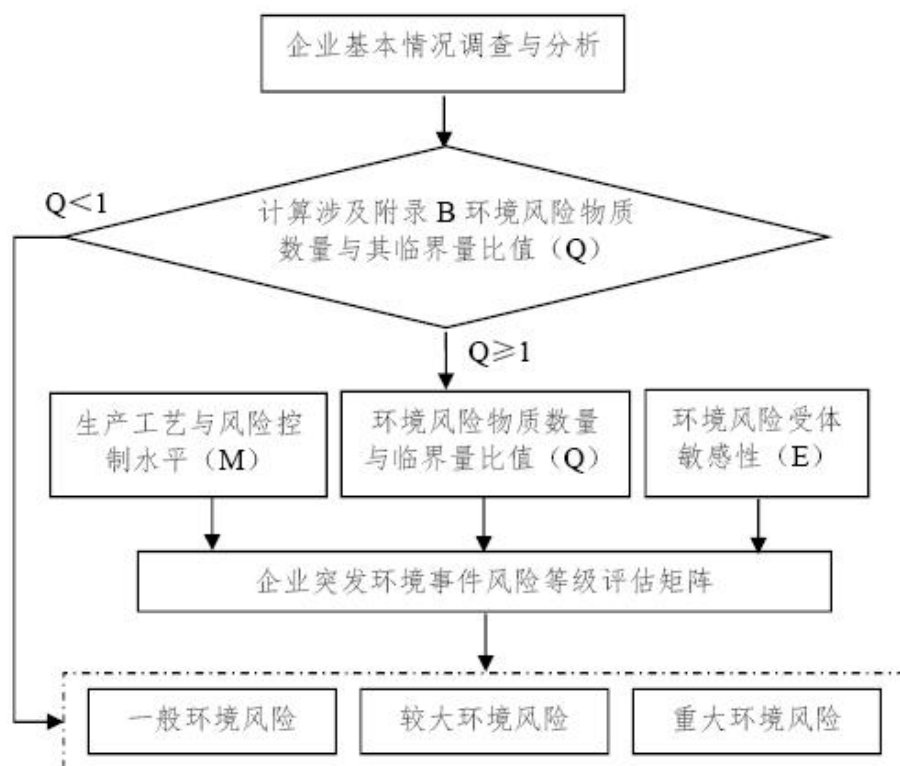 企业基本情况调查与分析
Q<1
计算涉及附录 B 环境风险物质
数量与其临界量比值（Q）
Q≥1
生产工艺与风险控
制水平（M）
环境风险物质数量
与临界量比值（Q）
环境风险受体
敏感性（E）
企业突发环境事件风险等级评估矩阵
一般环境风险
较大环境风险
重大环境风险